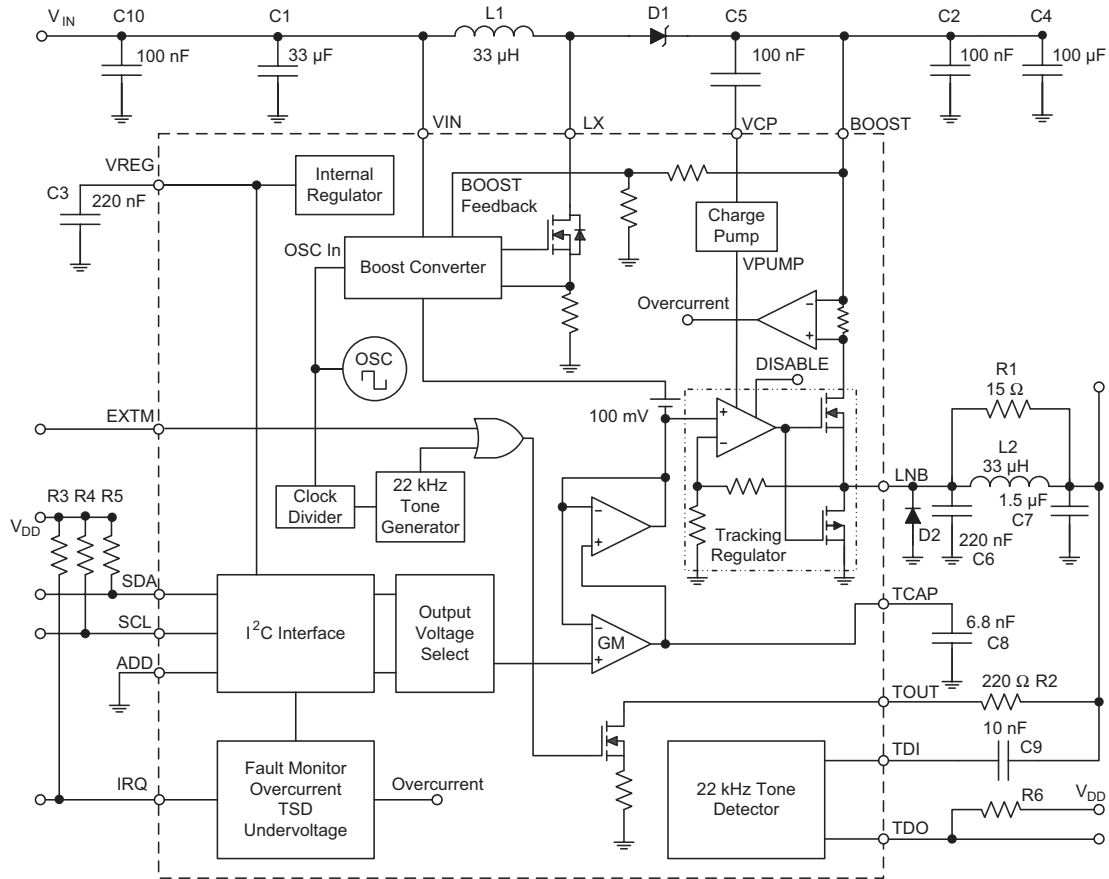 V_IN C10 C1 L1 D1 C5 C2 C4
100 nF 33 µF 33 µH 100 nF 100 nF 100 µF
VIN LX VCP BOOST
VREG
C3
220 nF
Internal
Regulator
BOOST
Feedback
Charge
Pump
OSC In
Boost Converter
VPUMP
Overcurrent
−
+
OSC
DISABLE
R1
15 Ω
100 mV
+
−
EXTM
L2
33 µH
LNB
Clock
Divider
22 kHz
Tone
Generator
1.5 µF
C7
D2
220 nF
C6
Tracking
Regulator
R3 R4 R5
V_DD
−
+
SDA
SCL
ADD
I²C Interface
Output
Voltage
Select
−
GM
+
TCAP
6.8 nF
C8
TOUT
220 Ω R2
10 nF
C9
TDI
IRQ
Fault Monitor
Overcurrent
TSD
Undervoltage
Overcurrent
22 kHz Tone
Detector
R6
V_DD
TDO